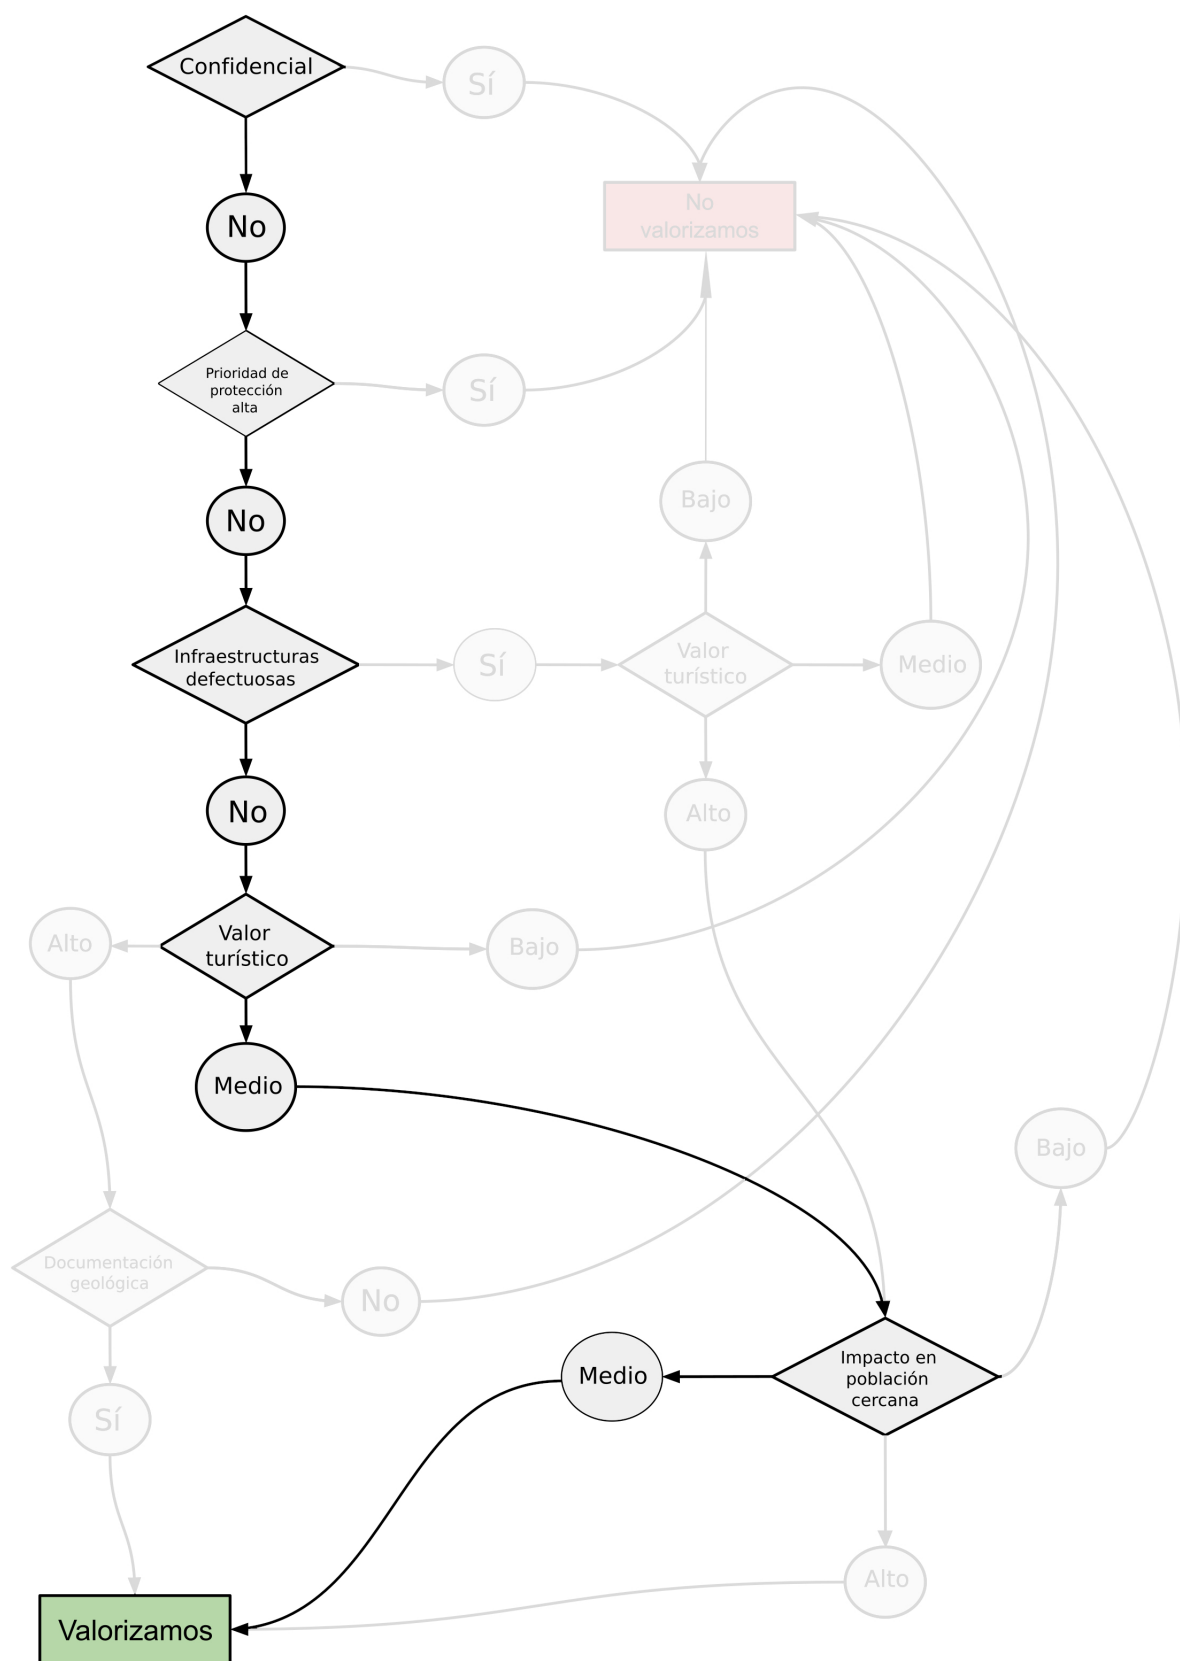 Confidencial
Sí
No
valorizamos
No
Prioridad de
protección
alta
Sí
Bajo
No
Infraestructuras
defectuosas
Sí
Valor
turístico
Medio
No
Alto
Alto
Valor
turístico
Bajo
Medio
Bajo
Documentación
geológica
No
Medio
Impacto en
población
cercana
Sí
Alto
Valorizamos